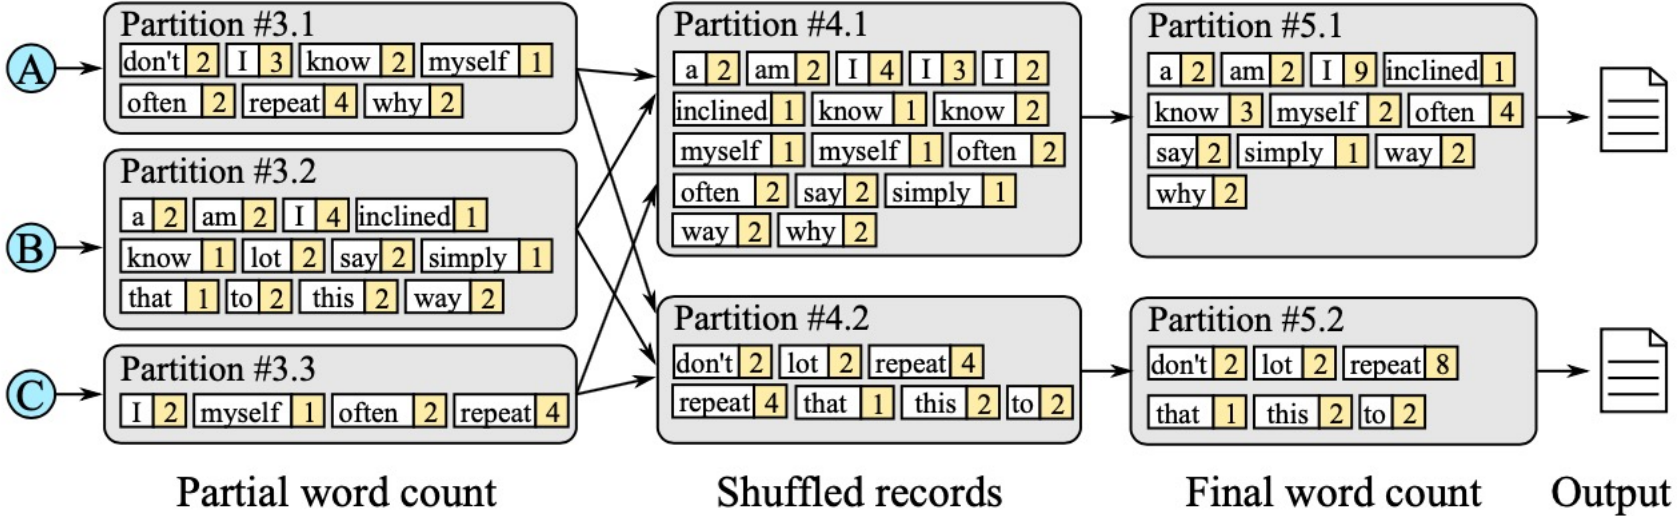 A
Partition #3.1
don't 2 I 3 know 2 myself 1
often 2 repeat 4 why 2
B
Partition #3.2
a 2 am 2 I 4 inclined 1
know 1 lot 2 say 2 simply 1
that 1 to 2 this 2 way 2
C
Partition #3.3
I 2 myself 1 often 2 repeat 4
Partial word count
Partition #4.1
a 2 am 2 I 4 I 3 I 2
inclined 1 know 1 know 2
myself 1 myself 1 often 2
often 2 say 2 simply 1
way 2 why 2
Partition #4.2
don't 2 lot 2 repeat 4
repeat 4 that 1 this 2 to 2
Shuffled records
Partition #5.1
a 2 am 2 I 9 inclined 1
know 3 myself 2 often 4
say 2 simply 1 way 2
why 2
Partition #5.2
don't 2 lot 2 repeat 8
that 1 this 2 to 2
Final word count
Output